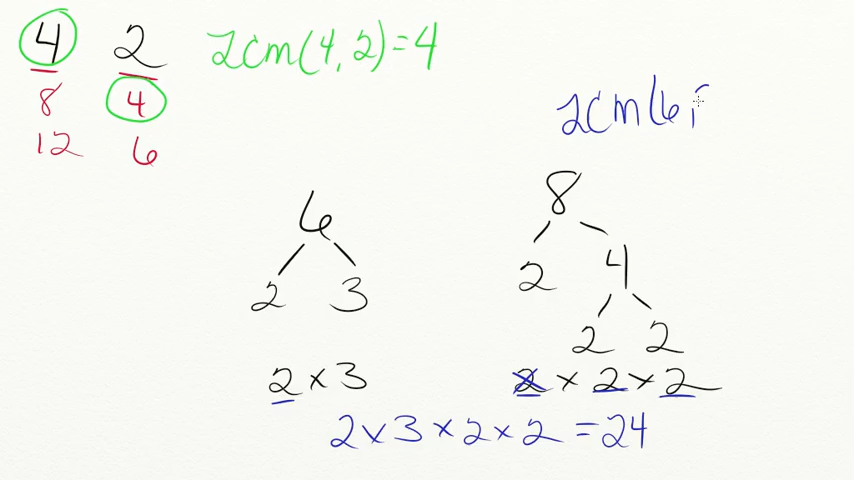 4 2 lcm(4, 2) = 4
8 4
12 6
lcm(6,
6 8
2 3 2 4
2 2
2 × 3 2 × 2 × 2
2 × 3 × 2 × 2 = 24